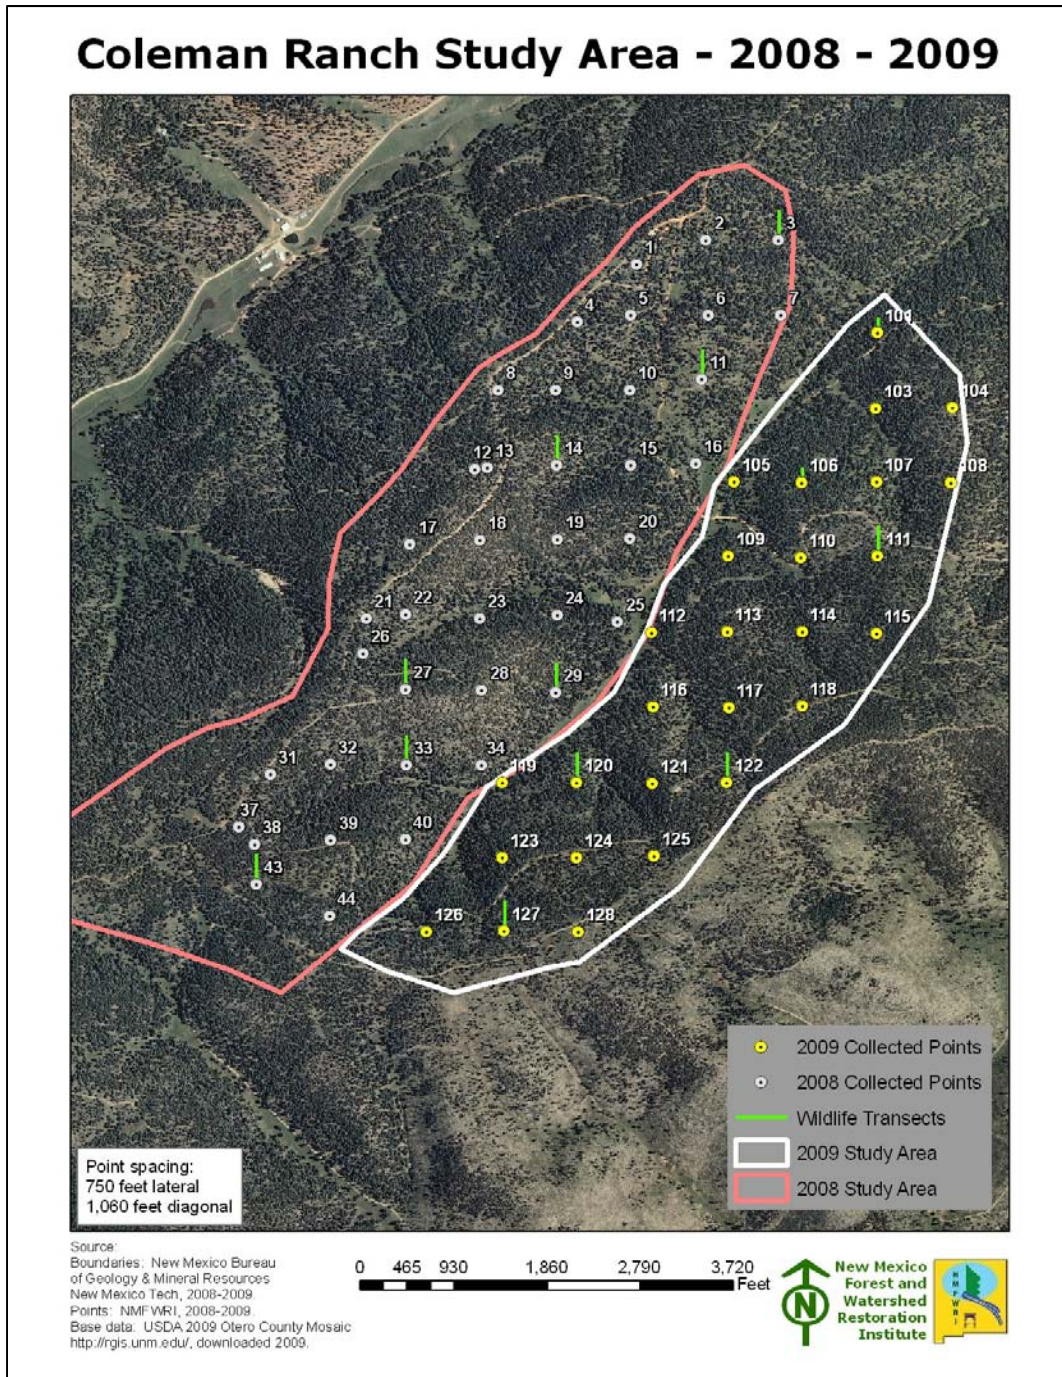 Coleman Ranch Study Area - 2008 - 2009
2
3
1
4
5
6
7
101
8
9
10
11
103
104
12
13
14
15
16
105
106
107
108
17
18
19
20
109
110
111
21
22
23
24
25
112
113
114
115
26
27
28
29
116
117
118
31
32
33
34
119
120
121
122
37
38
39
40
123
124
125
43
44
126
127
128
2009 Collected Points
2008 Collected Points
Wildlife Transects
2009 Study Area
2008 Study Area
Point spacing:
750 feet lateral
1,060 feet diagonal
Source:
Boundaries: New Mexico Bureau
of Geology & Mineral Resources
New Mexico Tech, 2008-2009.
Points: NMFWRI, 2008-2009.
Base data: USDA 2009 Otero County Mosaic
http://rgis.unm.edu/, downloaded 2009.
0 465 930 1,860 2,790 3,720
Feet
N
New Mexico
Forest and
Watershed
Restoration
Institute
NMFWRI